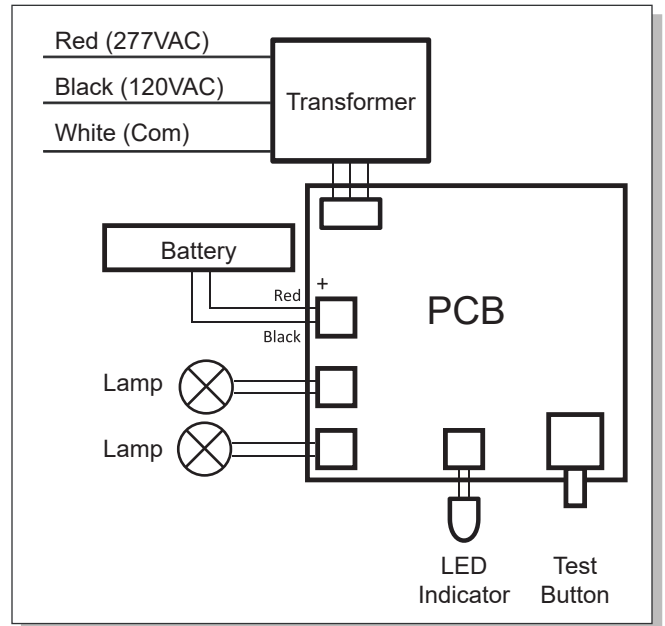 Red (277VAC)
Black (120VAC)
White (Com)
Transformer
Battery
Red
+
Black
PCB
Lamp
Lamp
LED
Indicator
Test
Button